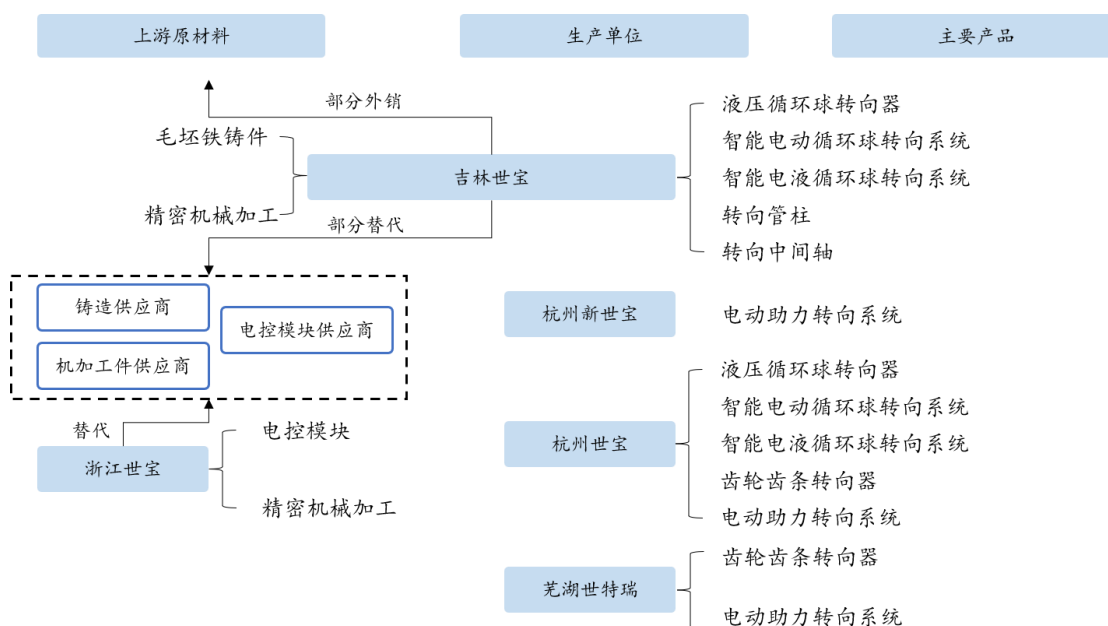 上游原材料
生产单位
主要产品
部分外销
毛坯铁铸件
精密机械加工
吉林世宝
部分替代
液压循环球转向器
智能电动循环球转向系统
智能电液循环球转向系统
转向管柱
转向中间轴
铸造供应商
电控模块供应商
机加工件供应商
杭州新世宝
电动助力转向系统
替代
浙江世宝
电控模块
精密机械加工
杭州世宝
液压循环球转向器
智能电动循环球转向系统
智能电液循环球转向系统
齿轮齿条转向器
电动助力转向系统
芜湖世特瑞
齿轮齿条转向器
电动助力转向系统